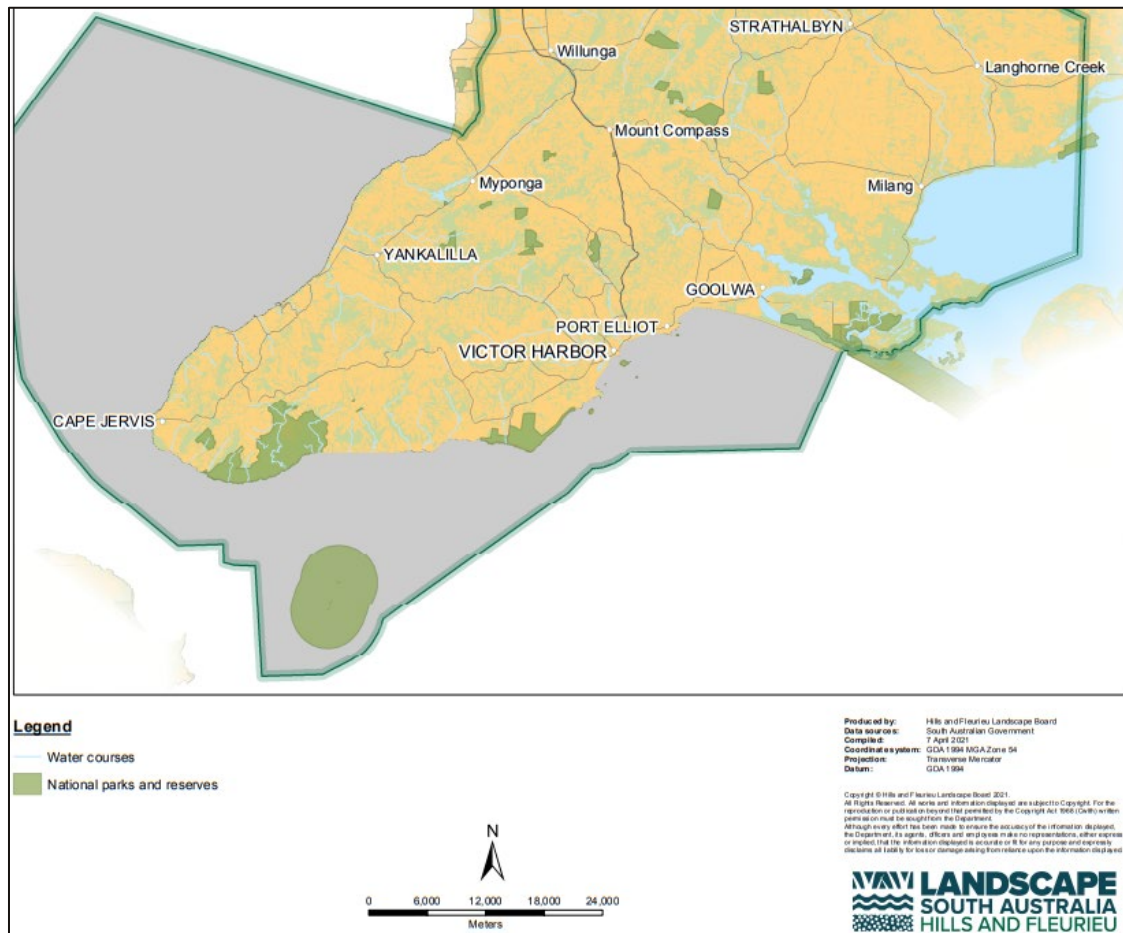 STRATHALBYN
Willunga
Langhorne Creek
Mount Compass
Myponga
Milang
YANKALILLA
GOOLWA
PORT ELLIOT
VICTOR HARBOR
CAPE JERVIS
Legend
Water courses
National parks and reserves
N
0 6,000 12,000 18,000 24,000
Meters
Produced by: Hills and Fleurieu Landscape Board
Data sources: South Australian Government
Compiled: 7 April 2021
Coordinate system: GDA 1994 MGA Zone 54
Projection: Transverse Mercator
Datum: GDA 1994
Copyright © Hills and Fleurieu Landscape Board 2021.
All Rights Reserved. All works and information displayed are subject to Copyright. For the
reproduction or publication beyond that permitted by the Copyright Act 1968 (Cwlth) written
permission must be sought from the Department.
Although every effort has been made to ensure the accuracy of the information displayed,
the Department, its agents, officers and employees make no representations, either express
or implied, that the information displayed is accurate or fit for any purpose and expressly
disclaims all liability for loss or damage arising from reliance upon the information displayed.
LANDSCAPE
SOUTH AUSTRALIA
HILLS AND FLEURIEU